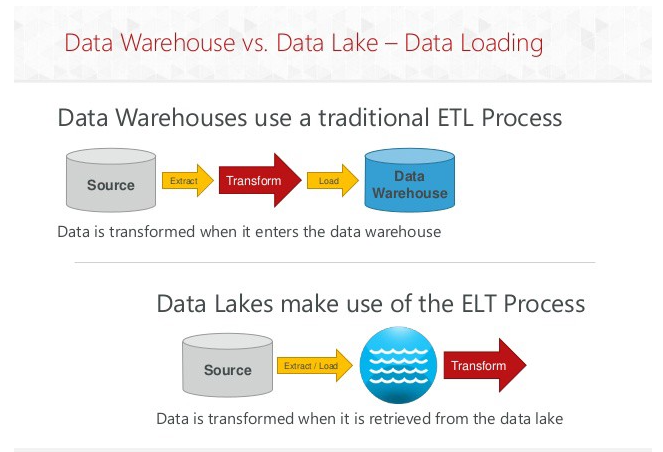 Data Warehouse vs. Data Lake – Data Loading
Data Warehouses use a traditional ETL Process
Source
Extract
Transform
Load
Data
Warehouse
Data is transformed when it enters the data warehouse
Data Lakes make use of the ELT Process
Source
Extract / Load
Transform
Data is transformed when it is retrieved from the data lake